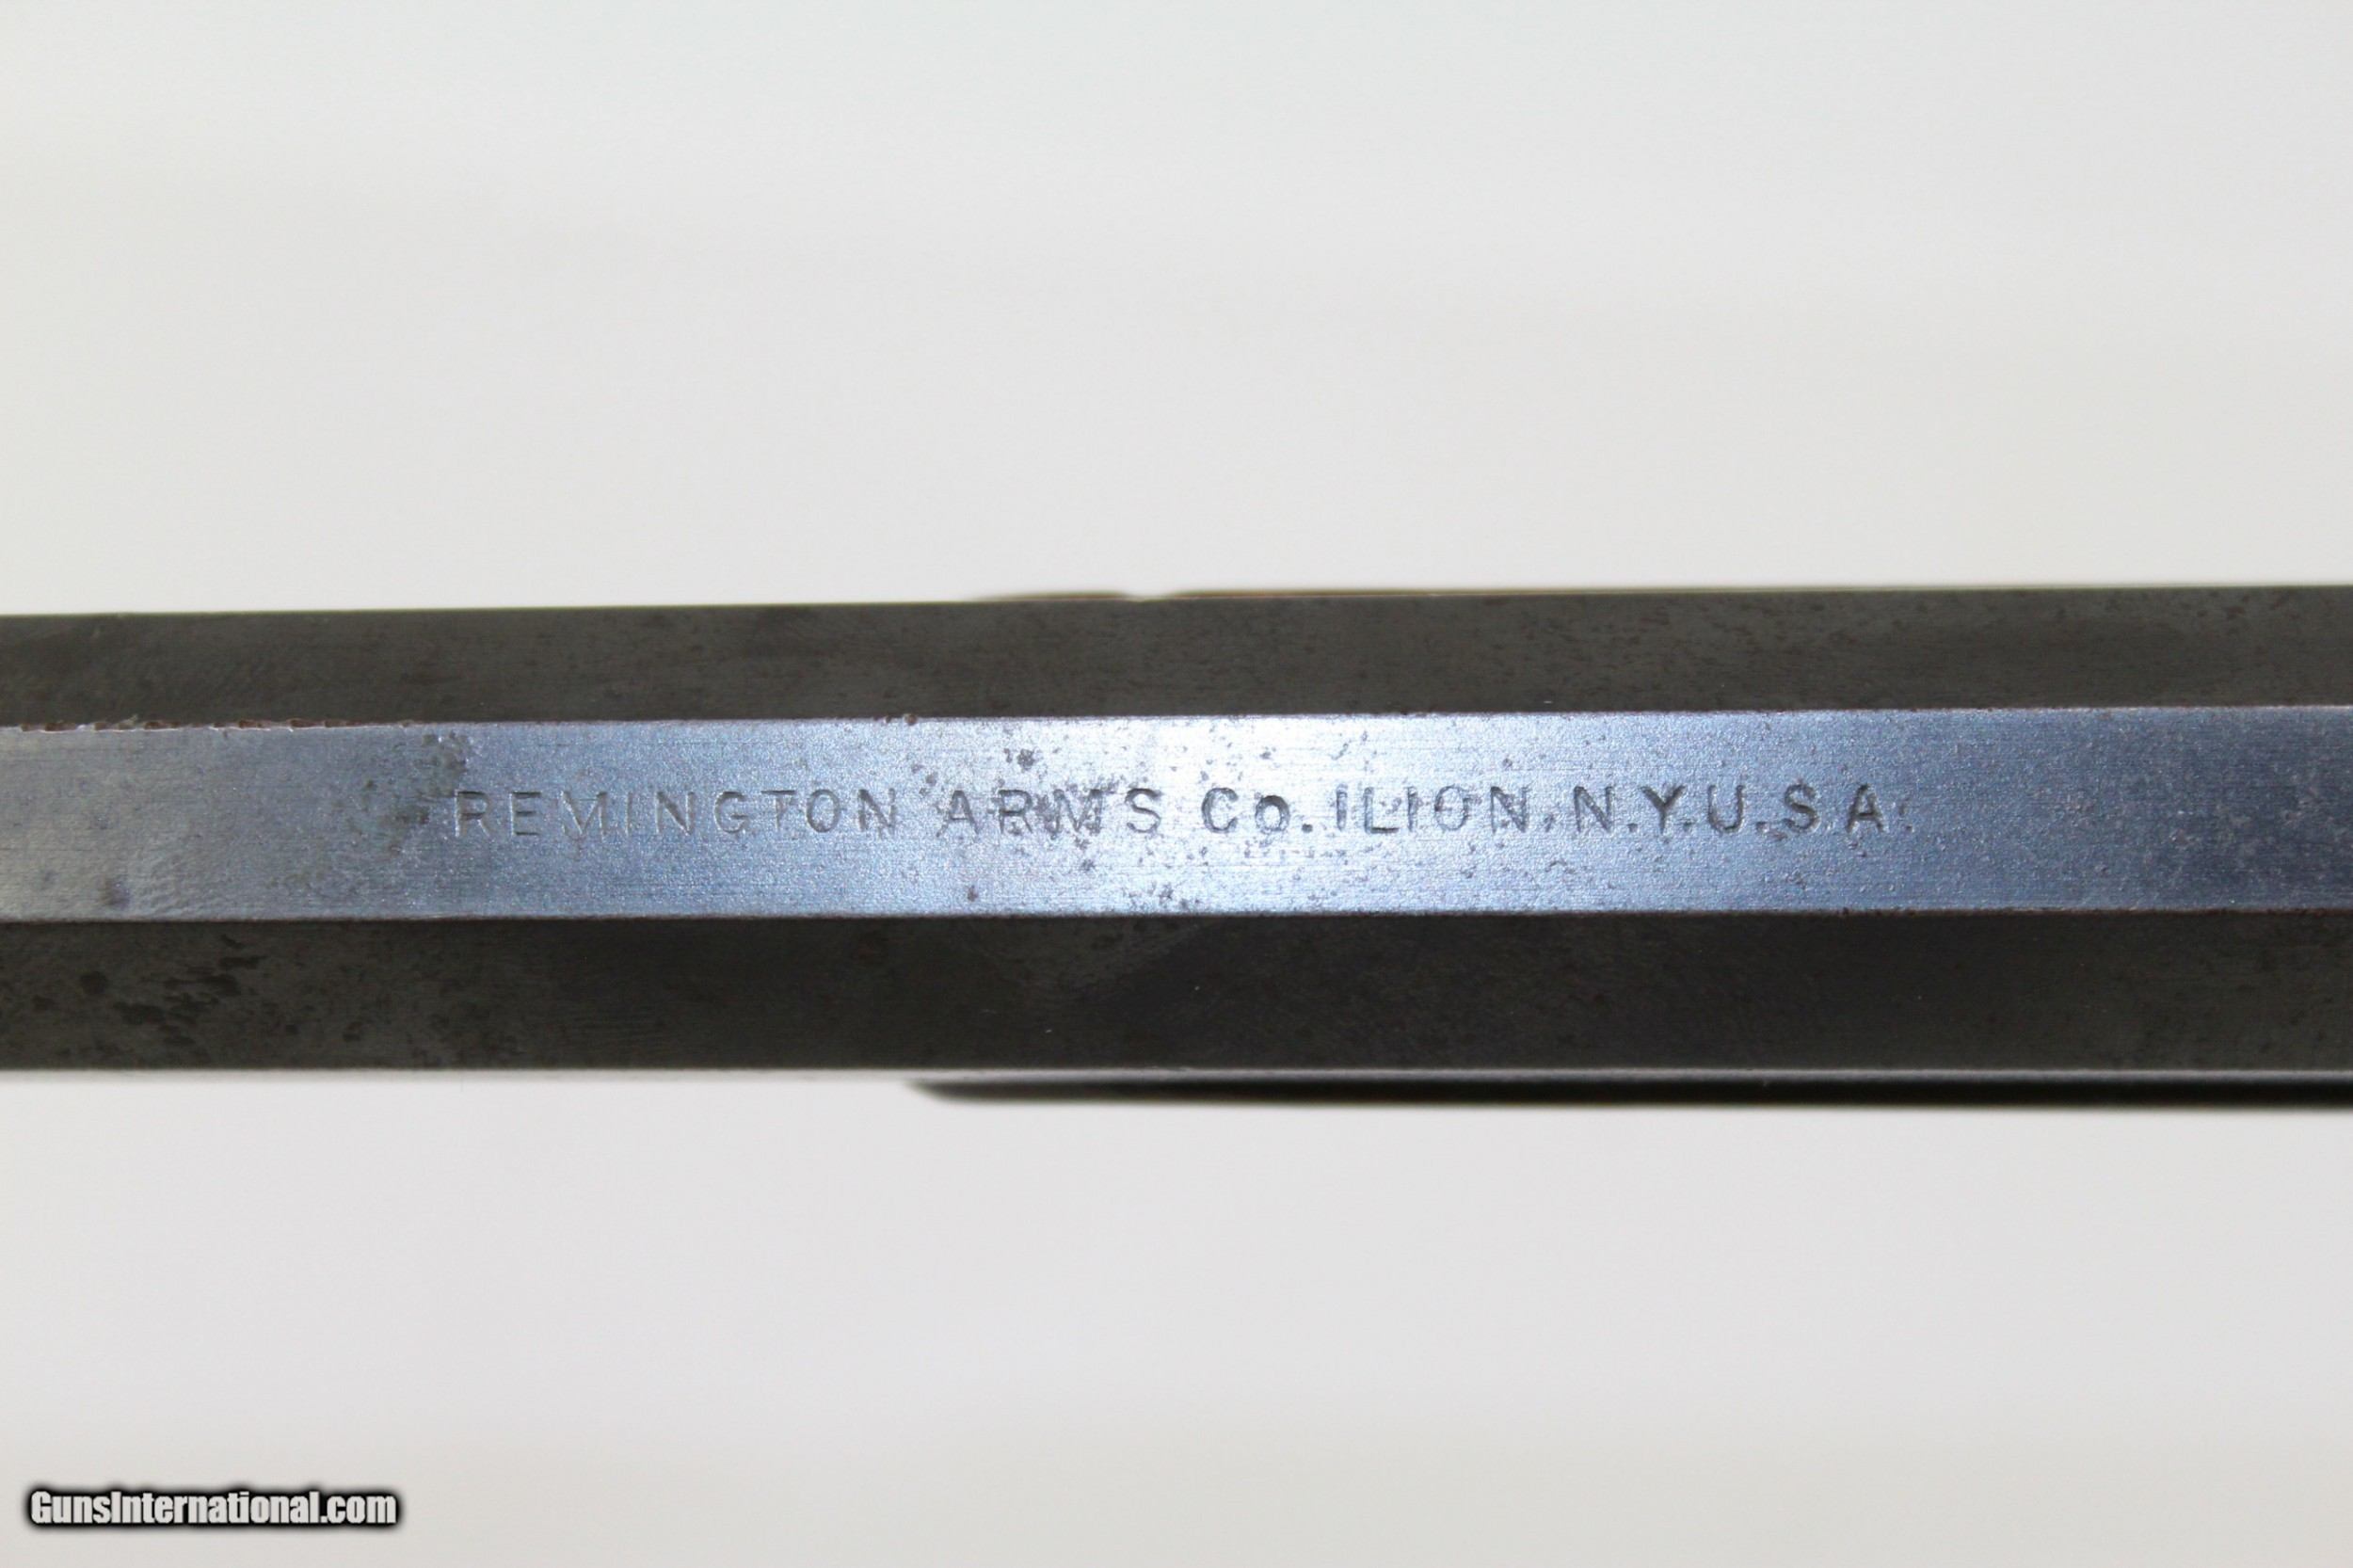 REMINGTON ARMS Co. ILION, N.Y. U.S.A.
GunsInternational.com